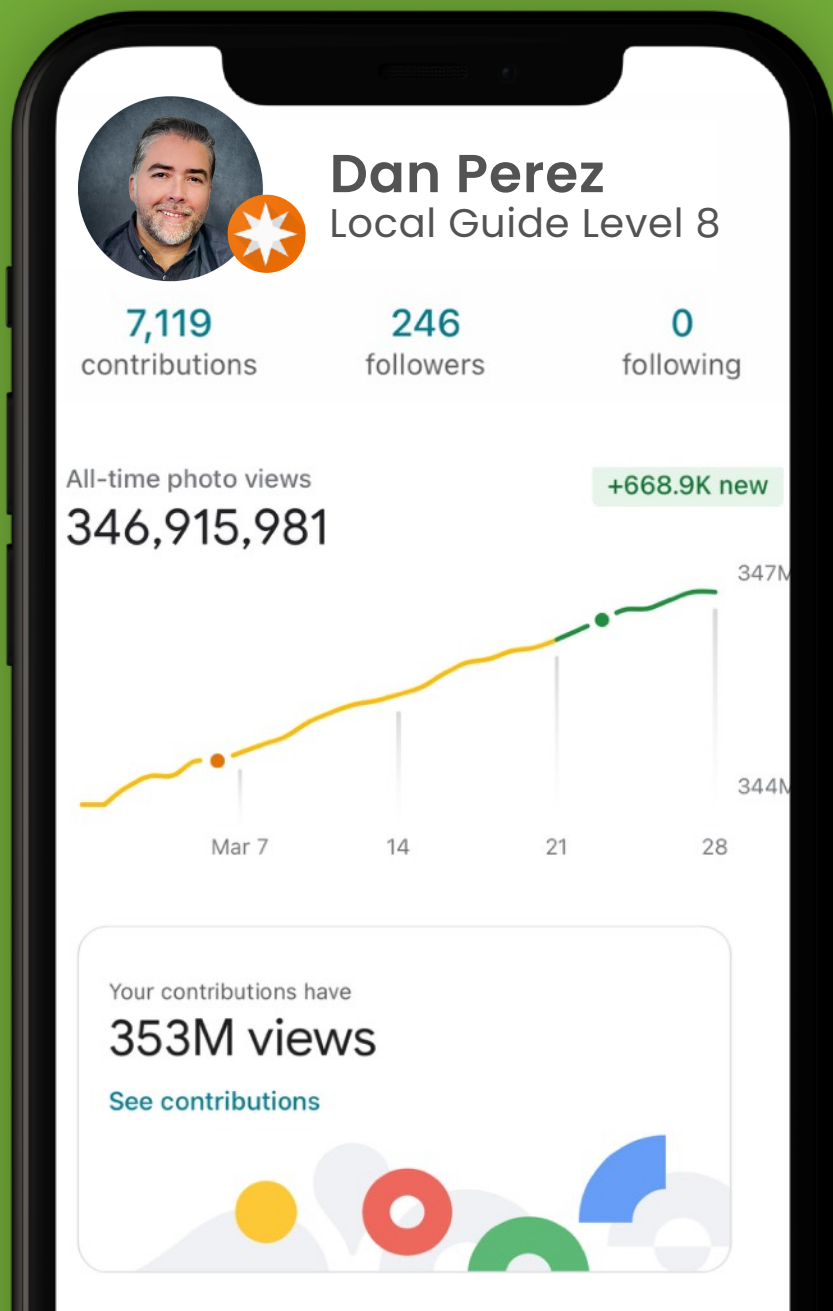 Dan Perez
Local Guide Level 8
7,119
contributions
246
followers
0
following
All-time photo views
346,915,981
+668.9K new
347M
344M
Mar 7
14
21
28
Your contributions have
353M views
See contributions